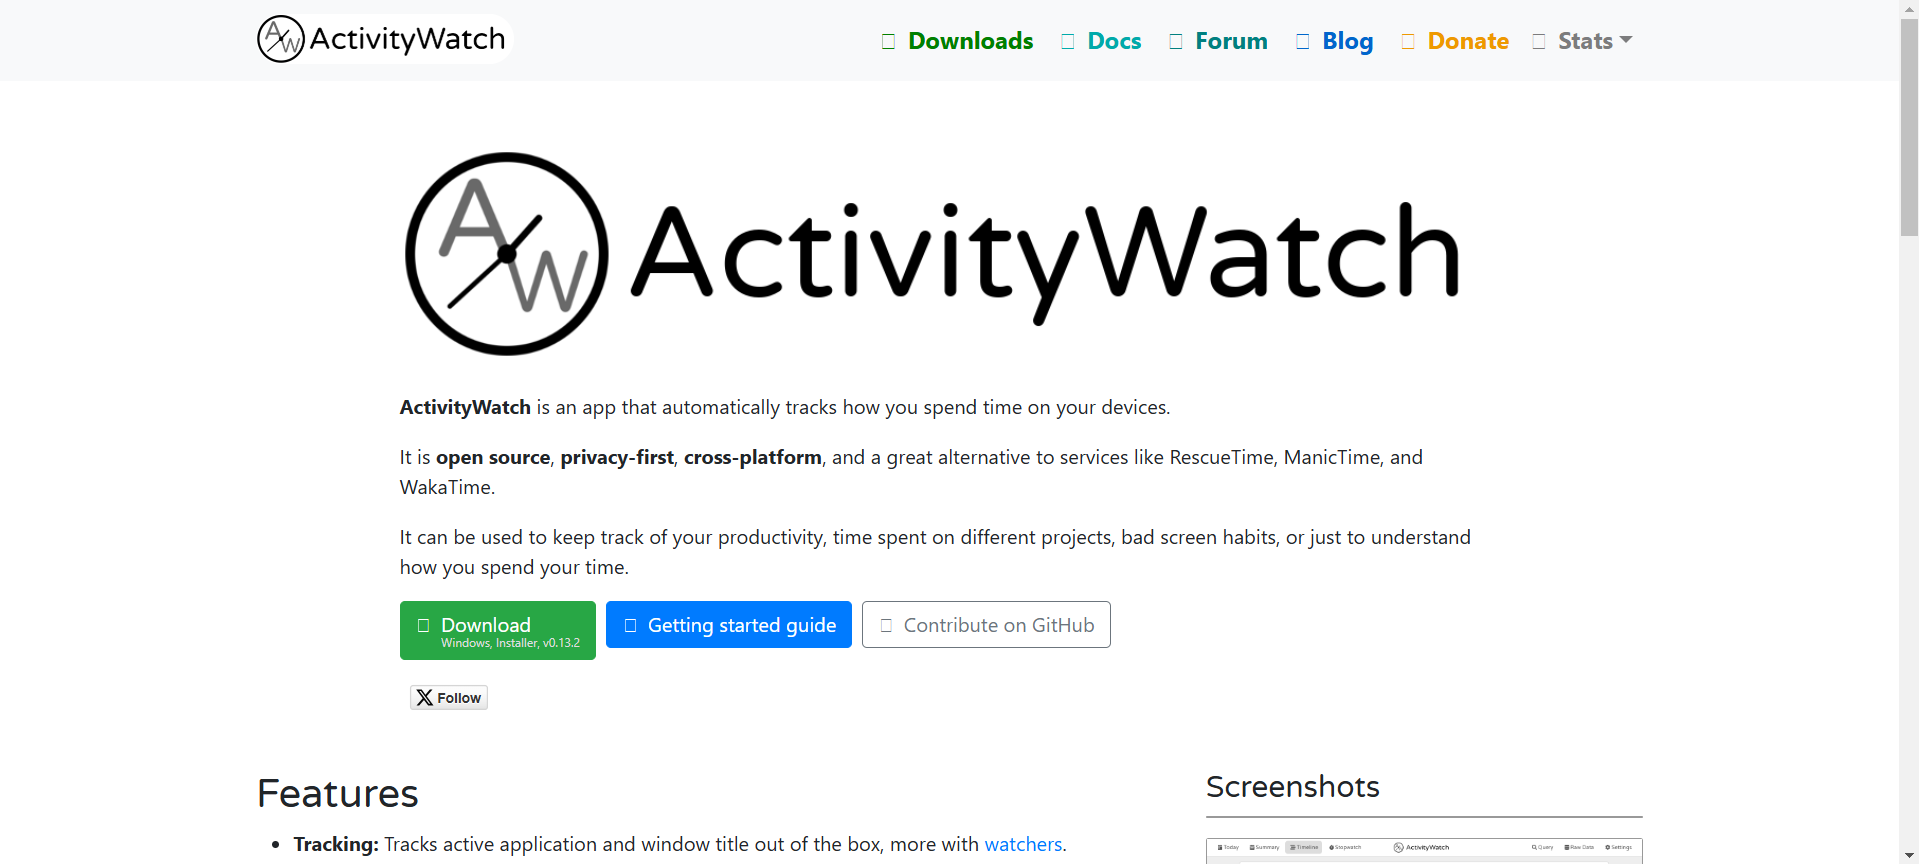 AW ActivityWatch
Downloads Docs Forum Blog Donate Stats
AW ActivityWatch
ActivityWatch is an app that automatically tracks how you spend time on your devices.
It is open source, privacy-first, cross-platform, and a great alternative to services like RescueTime, ManicTime, and
WakaTime.
It can be used to keep track of your productivity, time spent on different projects, bad screen habits, or just to understand
how you spend your time.
Download
Windows, Installer, v0.13.2
Getting started guide
Contribute on GitHub
X Follow
Features
Tracking: Tracks active application and window title out of the box, more with watchers.
Screenshots
Today Summary Timeline Stopwatch ActivityWatch Query Raw Data Settings